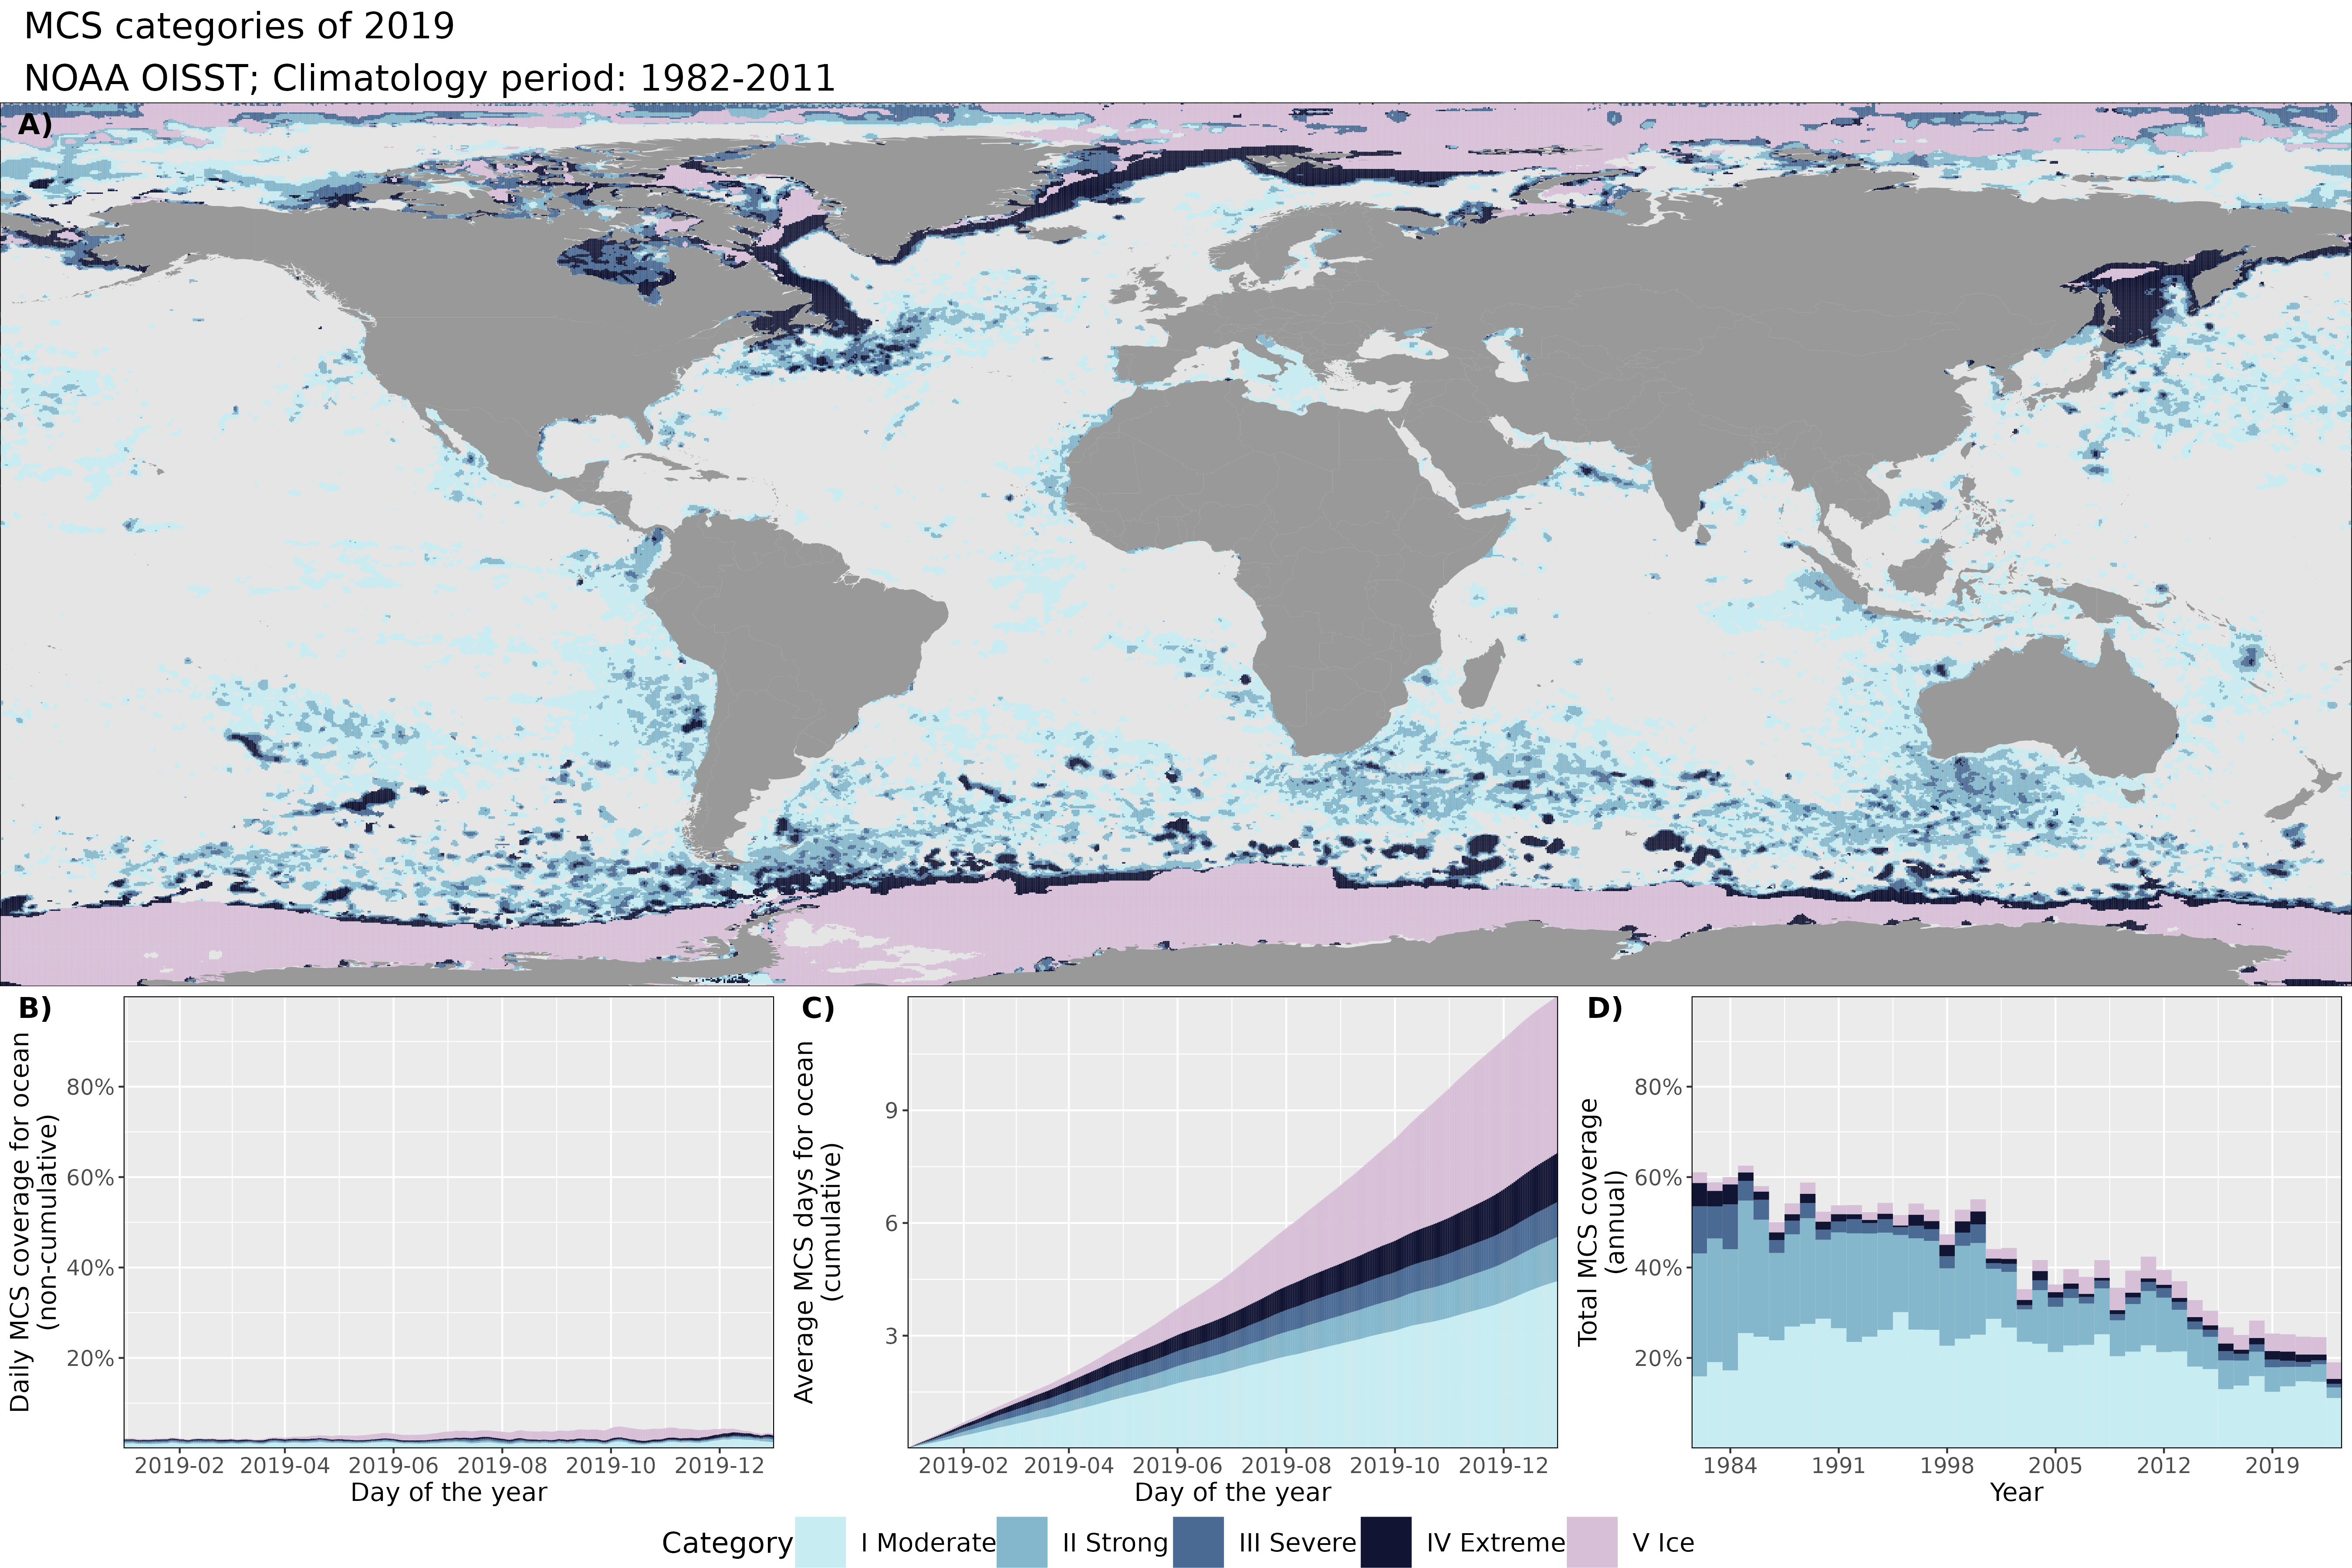 MCS categories of 2019
NOAA OISST; Climatology period: 1982-2011
A)
B)
Daily MCS coverage for ocean
(non-cumulative)
80%
60%
40%
20%
2019-02 2019-04 2019-06 2019-08 2019-10 2019-12
Day of the year
C)
Average MCS days for ocean
(cumulative)
9
6
3
2019-02 2019-04 2019-06 2019-08 2019-10 2019-12
Day of the year
D)
Total MCS coverage
(annual)
80%
60%
40%
20%
1984 1991 1998 2005 2012 2019
Year
Category I Moderate II Strong III Severe IV Extreme V Ice